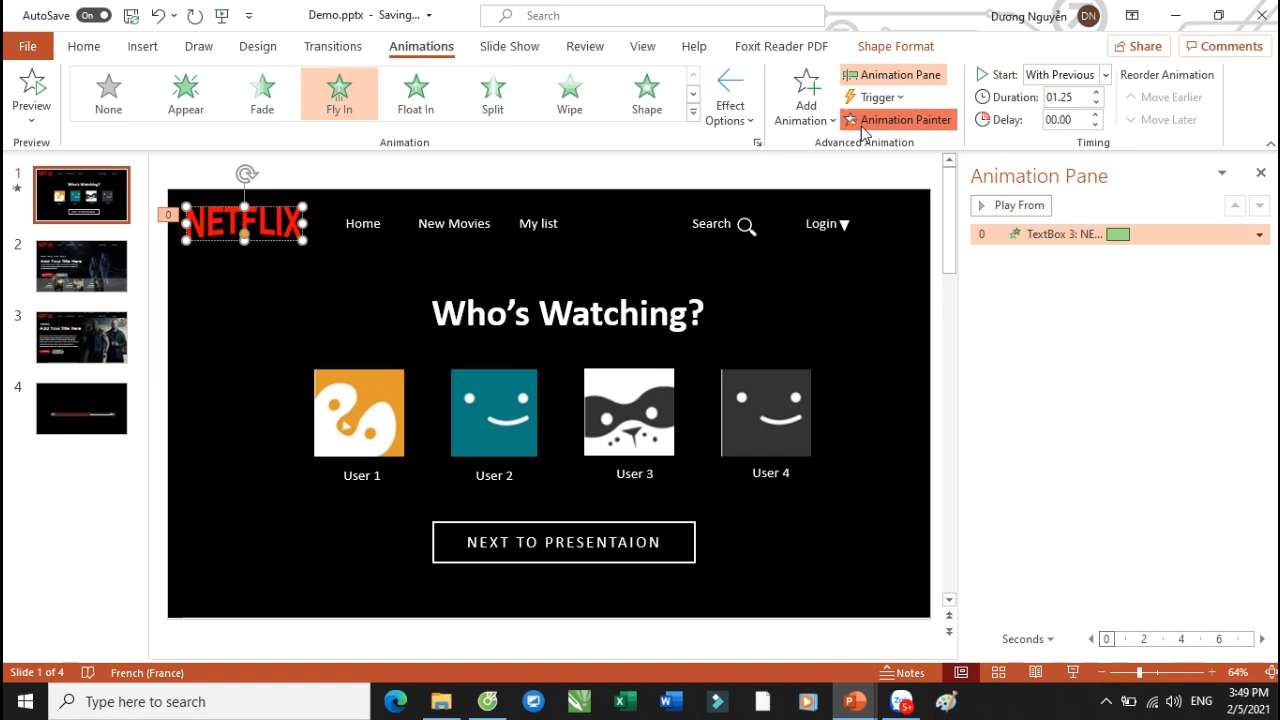 AutoSave On Demo.pptx - Saving... Search Dương Nguyễn DN
File Home Insert Draw Design Transitions Animations Slide Show Review View Help Foxit Reader PDF Shape Format Share Comments
Preview None Appear Fade Fly In Float In Split Wipe Shape Effect Options Add Animation
Animation Pane
Trigger
Animation Painter
Start: With Previous
Duration: 01.25
Delay: 00.00
Reorder Animation
Move Earlier
Move Later
Preview Animation Advanced Animation Timing
1
2
3
4
0
NETFLIX Home New Movies My list Search Login
Who's Watching?
User 1 User 2 User 3 User 4
NEXT TO PRESENTAION
Animation Pane
Play From
0 TextBox 3: NE...
Seconds 0 2 4 6
Slide 1 of 4 French (France) Notes 64%
Type here to search
5
ENG
3:49 PM
2/5/2021